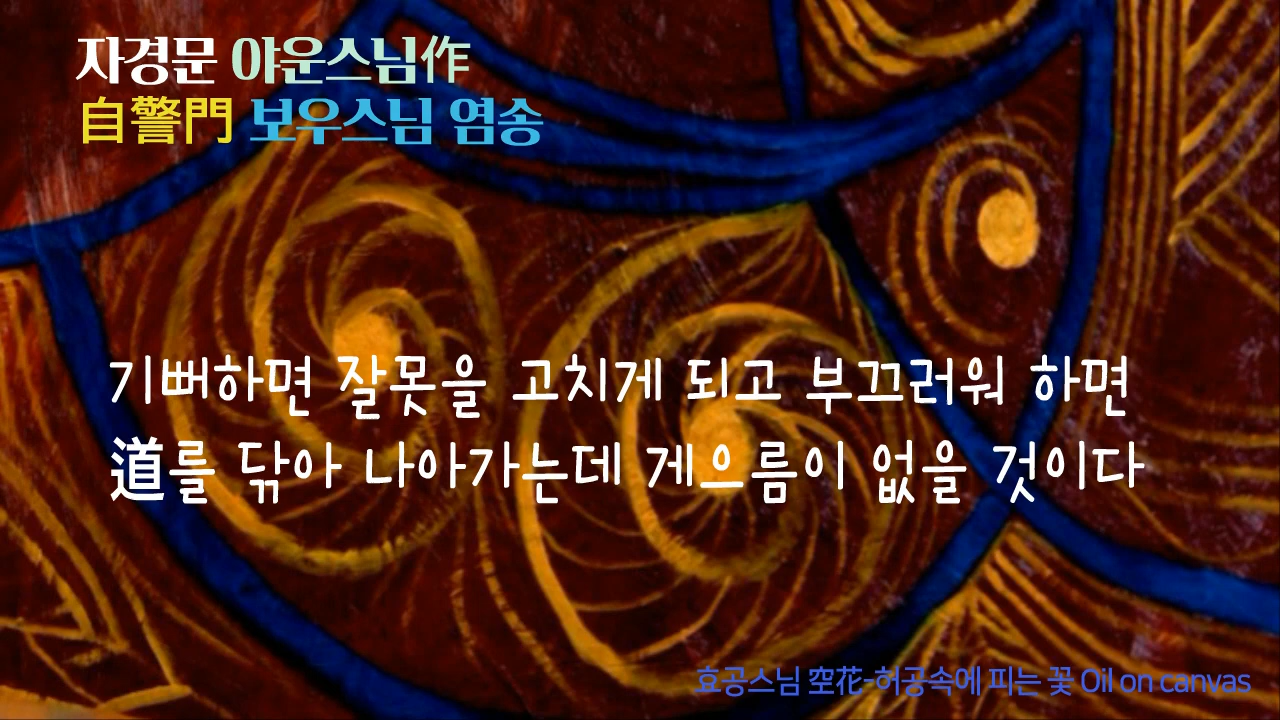 자경문 야운스님作
自警門 보우스님 염송
기뻐하면 잘못을 고치게 되고 부끄러워 하면
道를 닦아 나아가는데 게으름이 없을 것이다
효공스님 空花-허공속에 피는 꽃 Oil on canvas